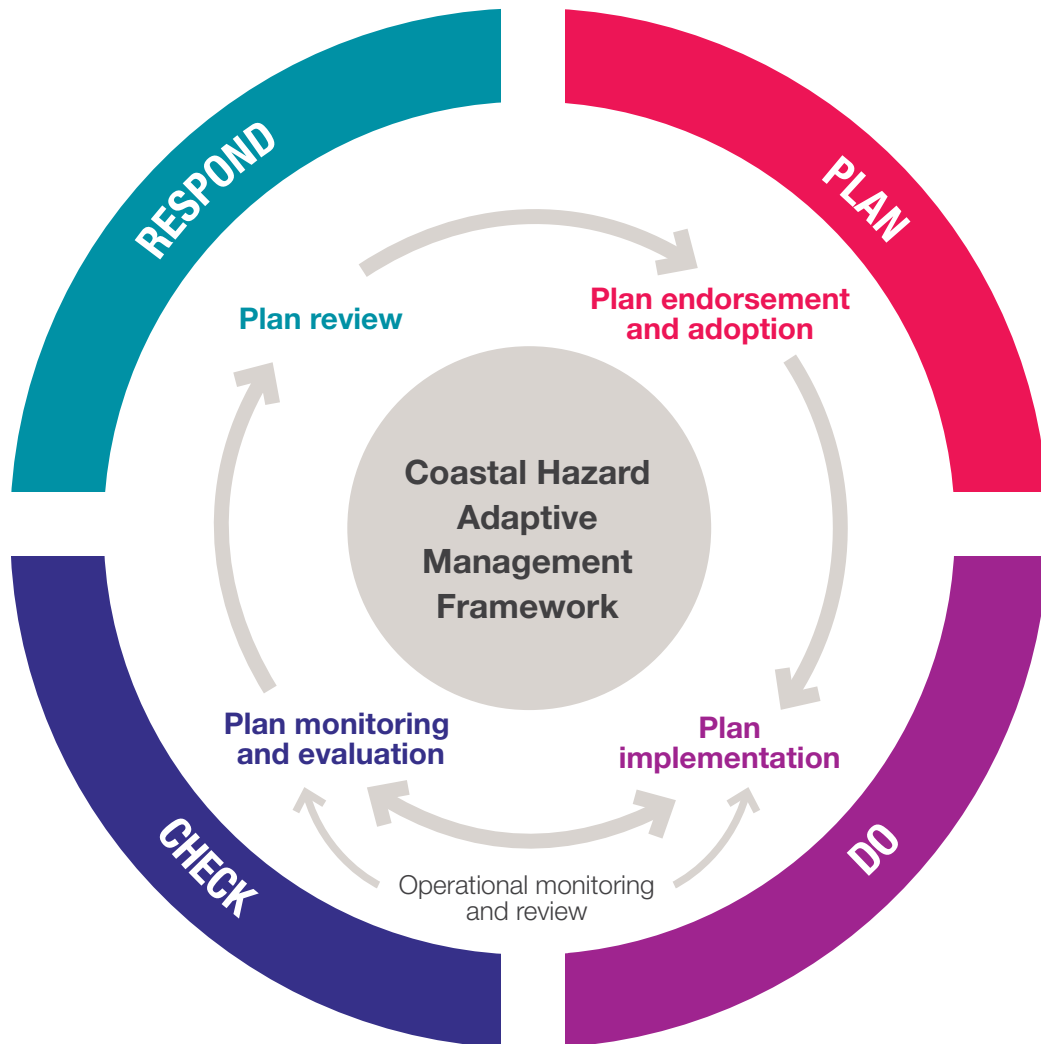 RESPOND
PLAN
Plan review
Plan endorsement
and adoption
Coastal Hazard
Adaptive
Management
Framework
Plan monitoring
and evaluation
Plan
implementation
Operational monitoring
and review
CHECK
DO